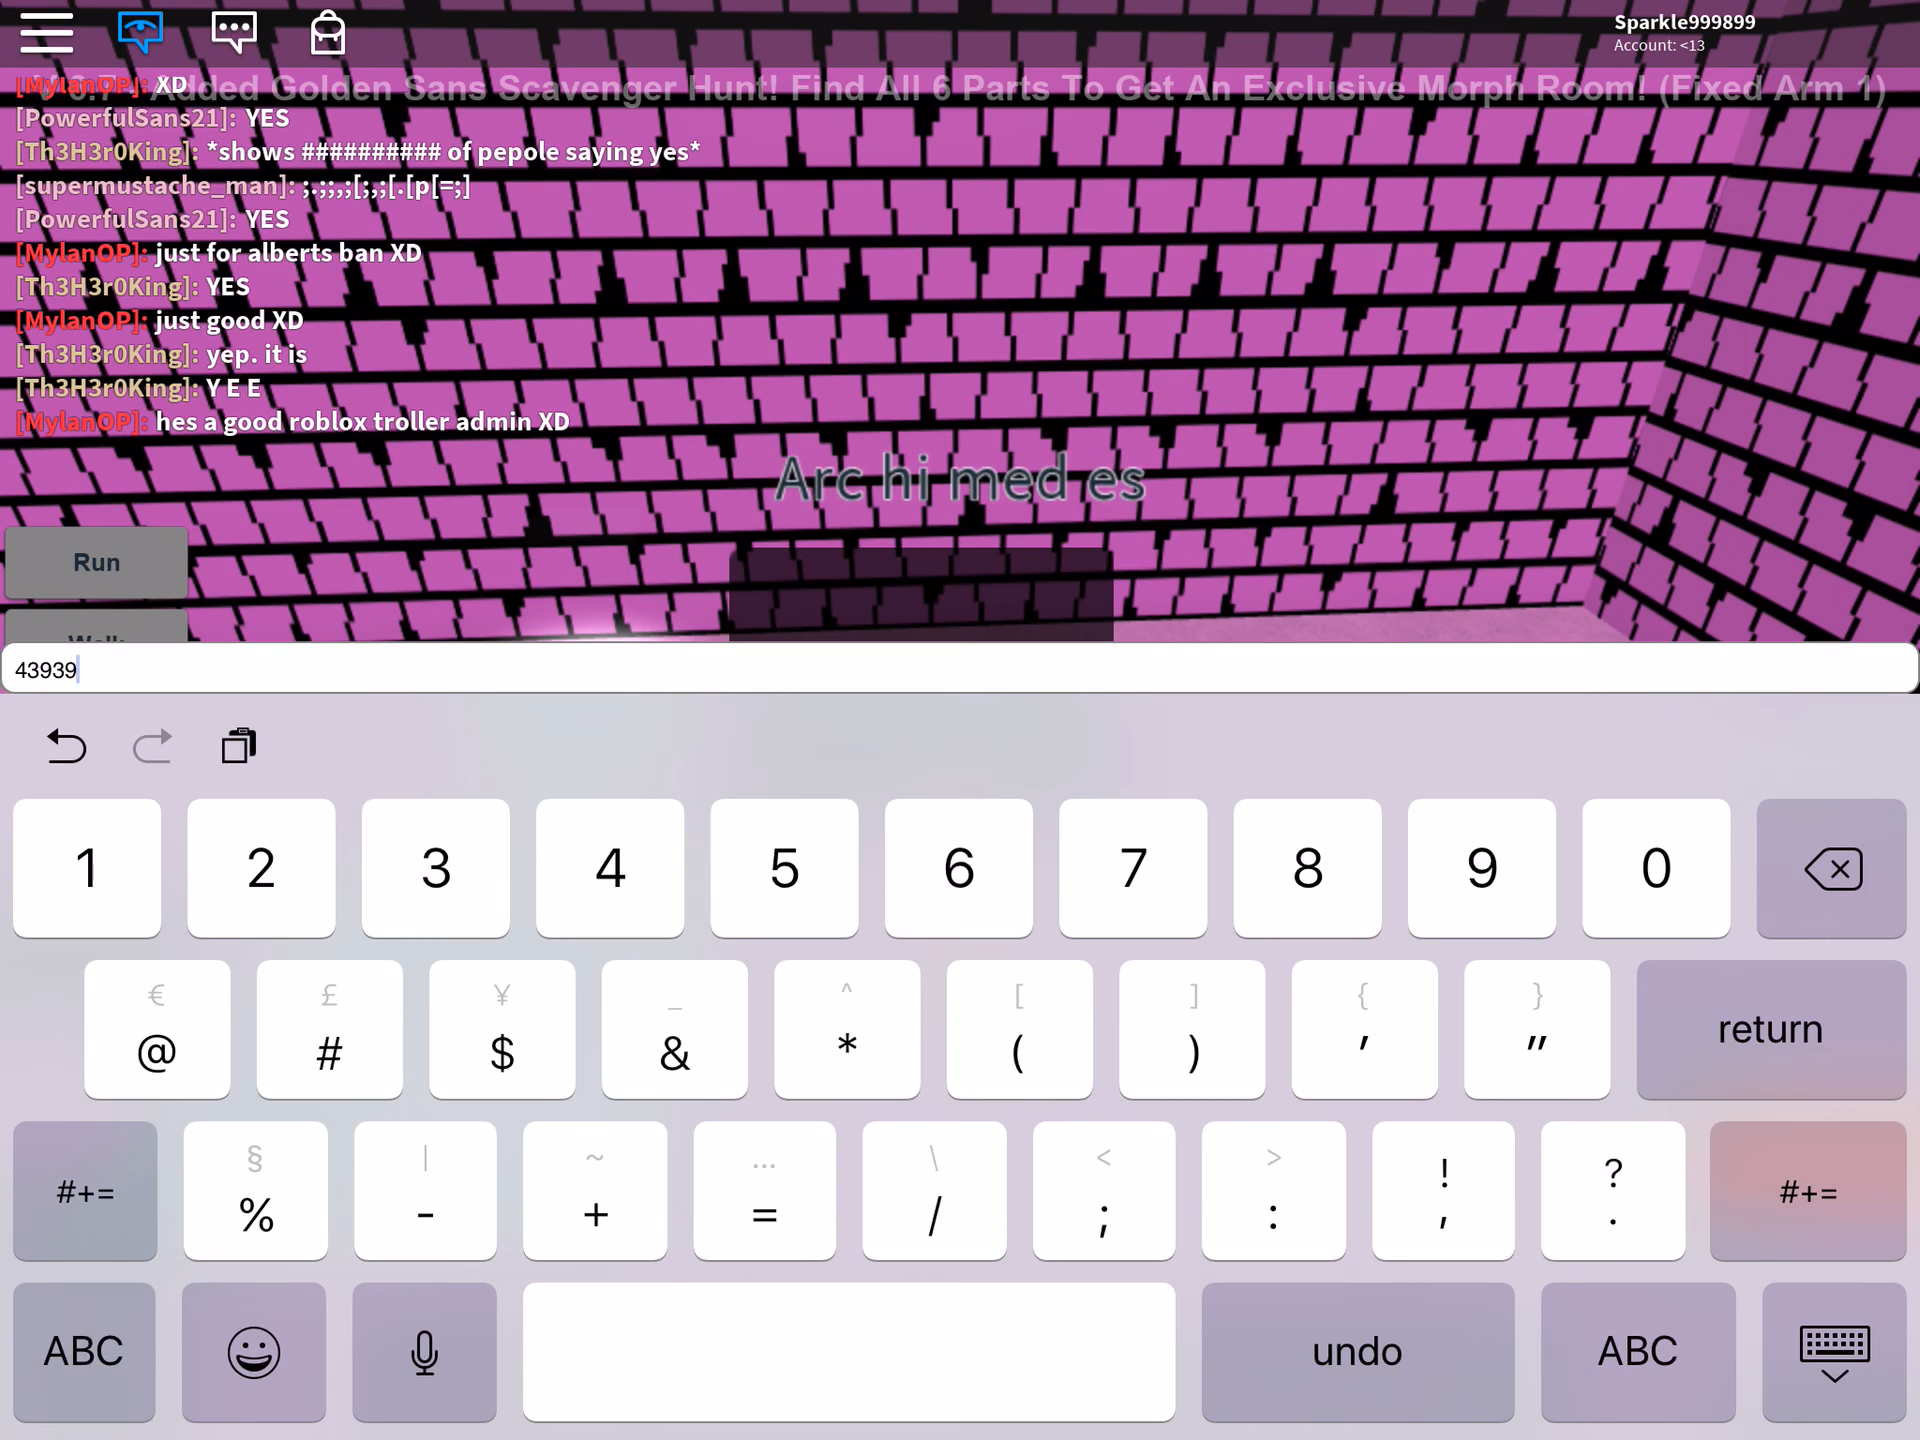 Sparkle999899
Account: <13
Added Golden Sans Scavenger Hunt! Find All 6 Parts To Get An Exclusive Morph Room! (Fixed Arm 1)
[MylanOP]: XD
[PowerfulSans21]: YES
[Th3H3r0King]: *shows ########## of pepole saying yes*
[supermustache_man]: ;.;;,;[;,;[.[p[=;]
[PowerfulSans21]: YES
[MylanOP]: just for alberts ban XD
[Th3H3r0King]: YES
[MylanOP]: just good XD
[Th3H3r0King]: yep. it is
[Th3H3r0King]: Y E E
[MylanOP]: hes a good roblox troller admin XD
Arc hi med es
Run
Walk
43939
1 2 3 4 5 6 7 8 9 0
€ £ ¥ _ ^ [ ] { }
@ # $ & * ( ) ' " return
§ | ~ … \ < > ! ?
#+= % - + = / ; : , . #+=
ABC undo ABC